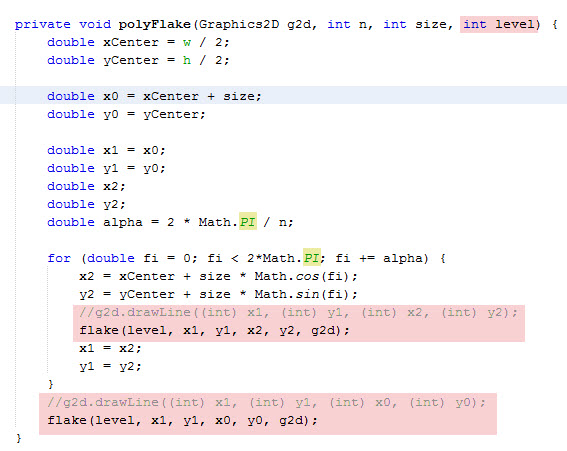 private void polyFlake(Graphics2D g2d, int n, int size, int level) {
double xCenter = w / 2;
double yCenter = h / 2;
double x0 = xCenter + size;
double y0 = yCenter;
double x1 = x0;
double y1 = y0;
double x2;
double y2;
double alpha = 2 * Math.PI / n;
for (double fi = 0; fi < 2*Math.PI; fi += alpha) {
x2 = xCenter + size * Math.cos(fi);
y2 = yCenter + size * Math.sin(fi);
//g2d.drawLine((int) x1, (int) y1, (int) x2, (int) y2);
flake(level, x1, y1, x2, y2, g2d);
x1 = x2;
y1 = y2;
}
//g2d.drawLine((int) x1, (int) y1, (int) x0, (int) y0);
flake(level, x1, y1, x0, y0, g2d);
}